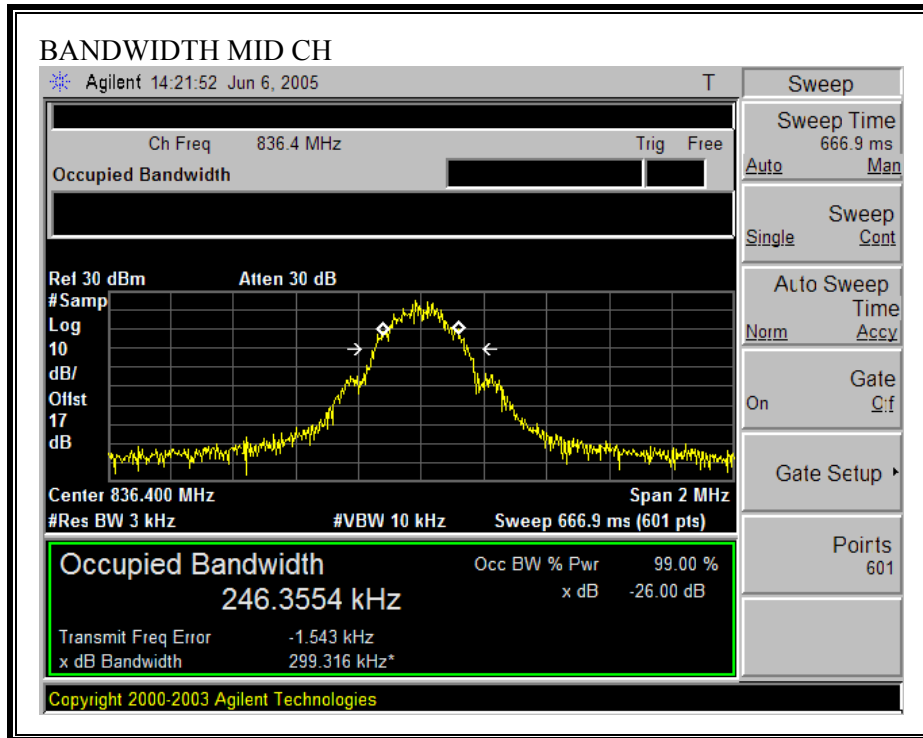 BANDWIDTH MID CH
Agilent 14:21:52 Jun 6, 2005 T
Ch Freq 836.4 MHz Trig Free
Occupied Bandwidth
Ref 30 dBm Atten 30 dB
#Samp
Log
10
dB/
Offst
17
dB
Center 836.400 MHz Span 2 MHz
#Res BW 3 kHz #VBW 10 kHz Sweep 666.9 ms (601 pts)
Occupied Bandwidth Occ BW % Pwr 99.00 %
246.3554 kHz x dB -26.00 dB
Transmit Freq Error -1.543 kHz
x dB Bandwidth 299.316 kHz*
Copyright 2000-2003 Agilent Technologies
Sweep
Sweep Time
666.9 ms
Auto Man
Sweep
Single Cont
Auto Sweep
Time
Norm Accy
Gate
On Off
Gate Setup
Points
601